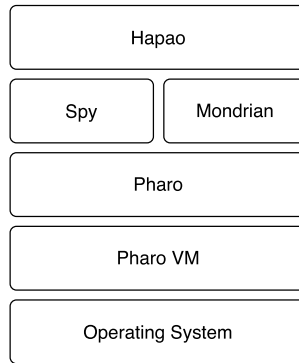 Hapao
Spy
Mondrian
Pharo
Pharo VM
Operating System